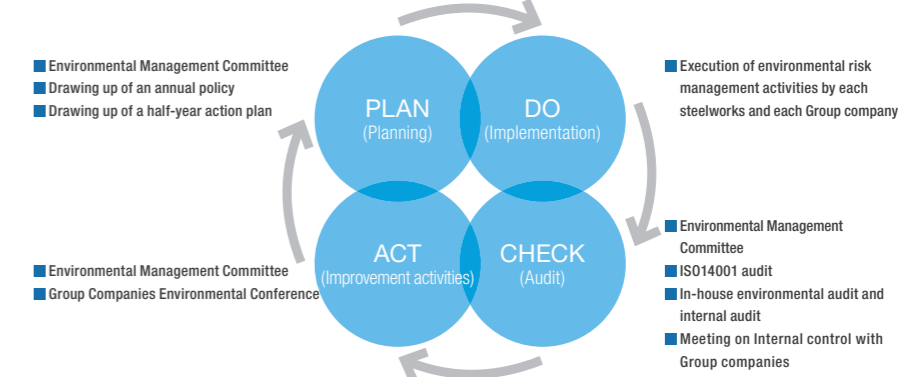 ■ Environmental Management Committee
■ Drawing up of an annual policy
■ Drawing up of a half-year action plan
PLAN
(Planning)
DO
(Implementation)
■ Execution of environmental risk
management activities by each
steelworks and each Group company
■ Environmental Management Committee
■ Group Companies Environmental Conference
ACT
(Improvement activities)
CHECK
(Audit)
■ Environmental Management
Committee
■ ISO14001 audit
■ In-house environmental audit and
internal audit
■ Meeting on Internal control with
Group companies